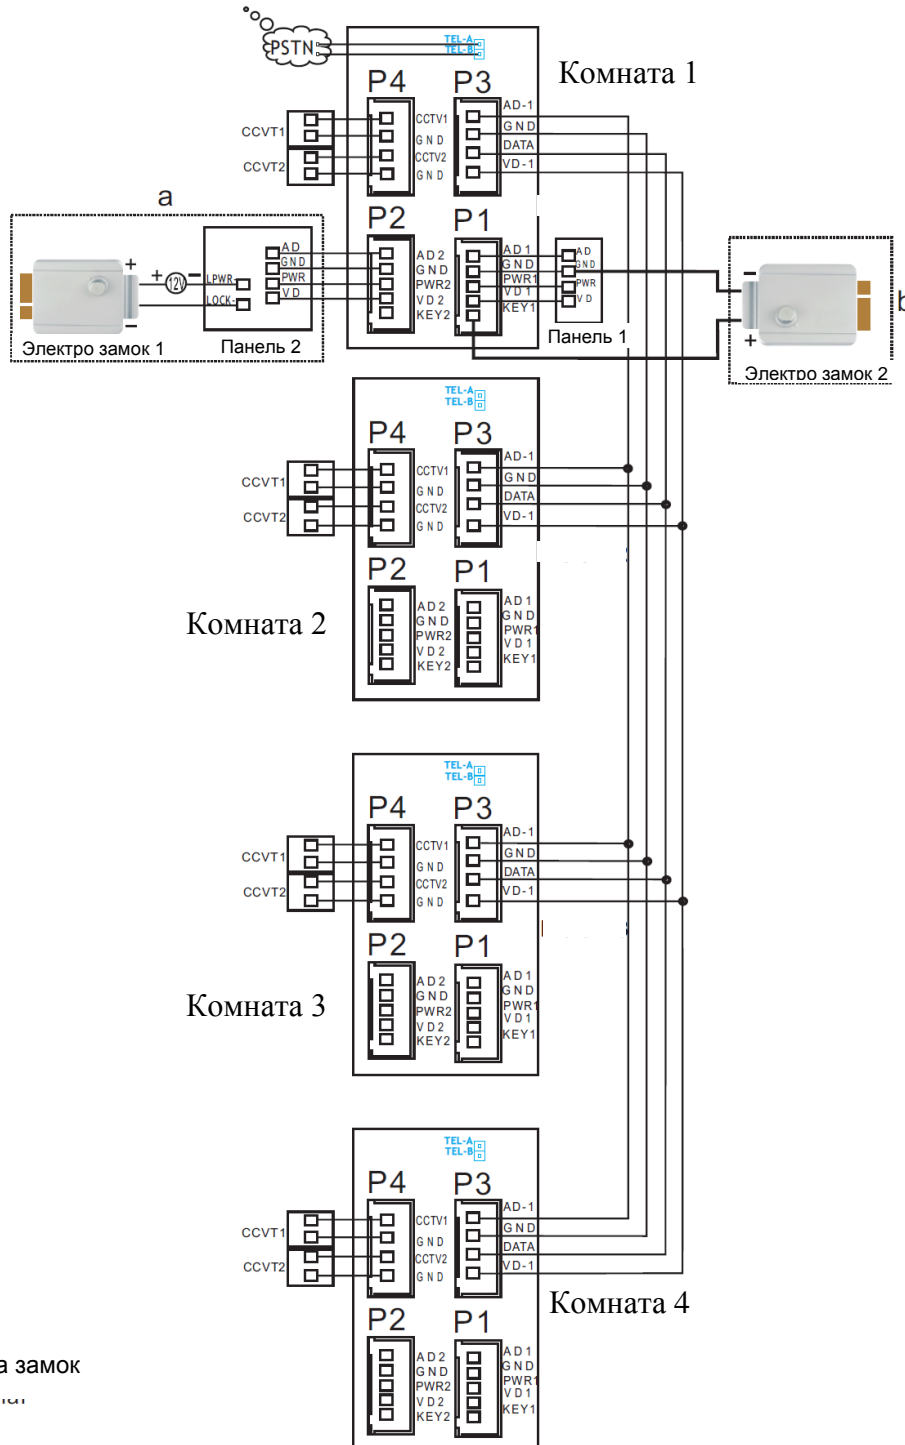 PSTN
TEL-A
TEL-B
Комната 1
P4
P3
CCVT1
CCVT2
CCTV1
GND
CCTV2
GND
AD-1
GND
DATA
VD-1
a
P2
P1
+
-
+
12V
-
LPWR-
LOCK-
AD
GND
PWR
VD
AD2
GND
PWR2
VD2
KEY2
AD1
GND
PWR1
VD1
KEY1
AD
GND
PWR
VD
-
+
b
Электро замок 1
Панель 2
Панель 1
Электро замок 2
TEL-A
TEL-B
P4
P3
CCVT1
CCVT2
CCTV1
GND
CCTV2
GND
AD-1
GND
DATA
VD-1
P2
P1
Комната 2
AD2
GND
PWR2
VD2
KEY2
AD1
GND
PWR1
VD1
KEY1
TEL-A
TEL-B
P4
P3
CCVT1
CCVT2
CCTV1
GND
CCTV2
GND
AD-1
GND
DATA
VD-1
P2
P1
Комната 3
AD2
GND
PWR2
VD2
KEY2
AD1
GND
PWR1
VD1
KEY1
TEL-A
TEL-B
P4
P3
CCVT1
CCVT2
CCTV1
GND
CCTV2
GND
AD-1
GND
DATA
VD-1
Комната 4
P2
P1
AD2
GND
PWR2
VD2
KEY2
AD1
GND
PWR1
VD1
KEY1
а замок